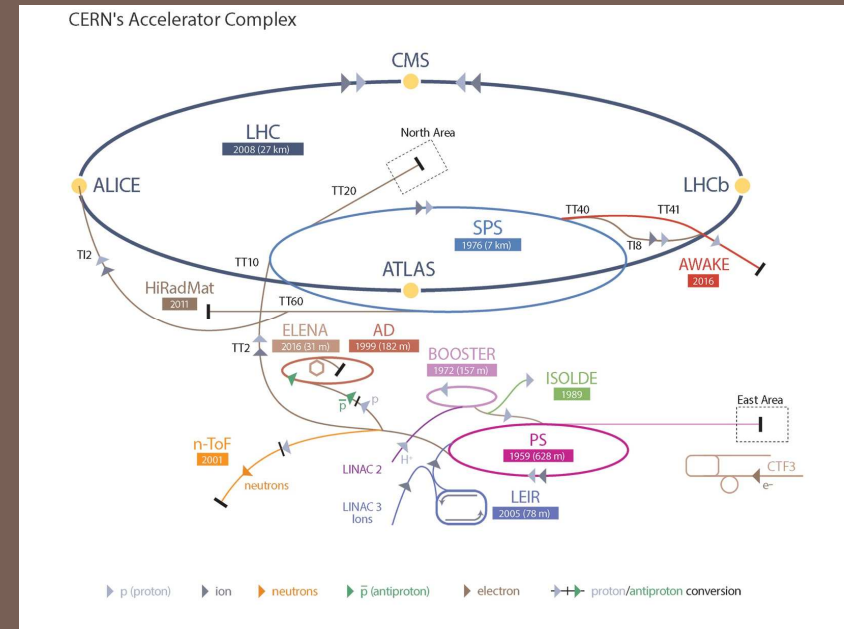 CERN's Accelerator Complex
CMS
LHC
2008 (27 km)
North Area
ALICE
LHCb
TT20
TT40
TT41
SPS
1976 (7 km)
TI2
TT10
TI8
ATLAS
AWAKE
2016
HiRadMat
2011
TT60
ELENA
2016 (31 m)
AD
1999 (182 m)
TT2
BOOSTER
1972 (157 m)
ISOLDE
1989
p̅
p
East Area
n-ToF
2001
PS
1959 (628 m)
LINAC 2
H⁻
CTF3
e-
neutrons
LINAC 3
Ions
LEIR
2005 (78 m)
p (proton)
ion
neutrons
p̅ (antiproton)
electron
proton/antiproton conversion